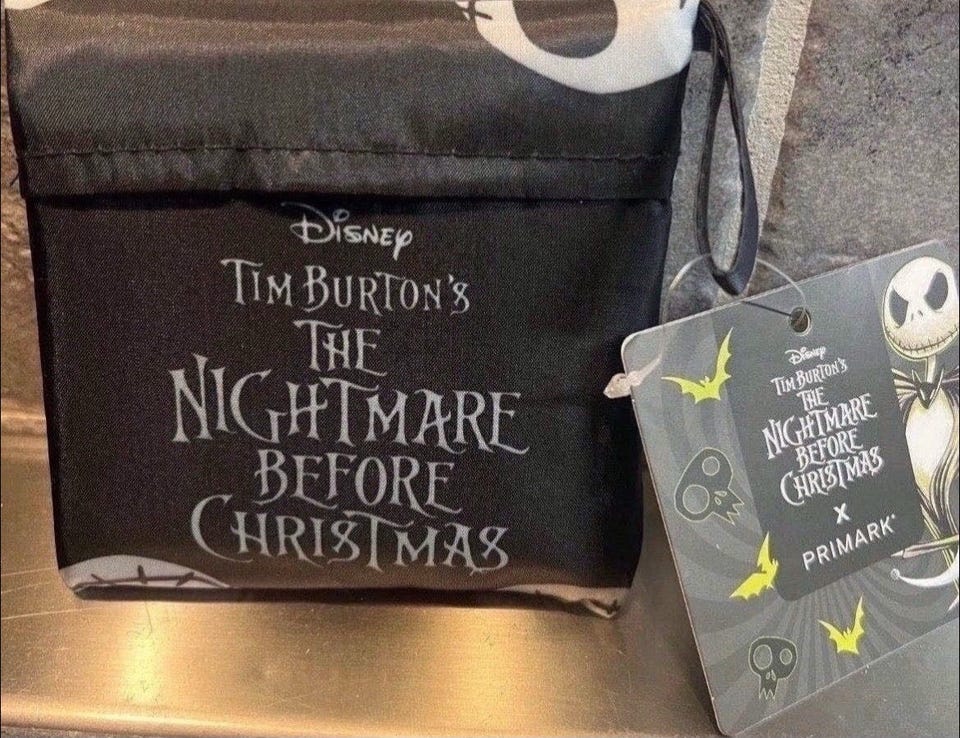 Disney
TIM BURTON'S
THE
NIGHTMARE
BEFORE
CHRISTMAS
Disney
TIM BURTON'S
THE
NIGHTMARE
BEFORE
CHRISTMAS
X
PRIMARK®